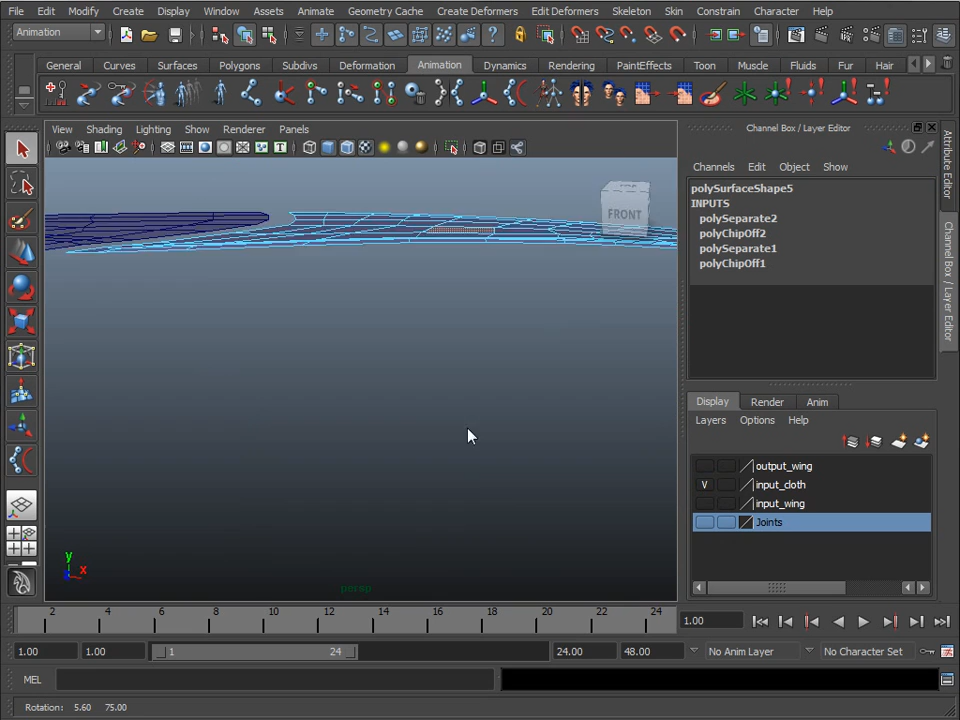 File Edit Modify Create Display Window Assets Animate Geometry Cache Create Deformers Edit Deformers Skeleton Skin Constrain Character Help
Animation
General Curves Surfaces Polygons Subdivs Deformation Animation Dynamics Rendering PaintEffects Toon Muscle Fluids Fur Hair
View Shading Lighting Show Renderer Panels
Channel Box / Layer Editor
Channels Edit Object Show
polySurfaceShape5
INPUTS
polySeparate2
polyChipOff2
polySeparate1
polyChipOff1
Attribute Editor
Channel Box / Layer Editor
FRONT
Display Render Anim
Layers Options Help
output_wing
V input_cloth
input_wing
Joints
y
x
persp
2 4 6 8 10 12 14 16 18 20 22 24
1.00
1.00 1.00 1 24 24.00 48.00 No Anim Layer No Character Set
MEL
Rotation: 5.60 75.00